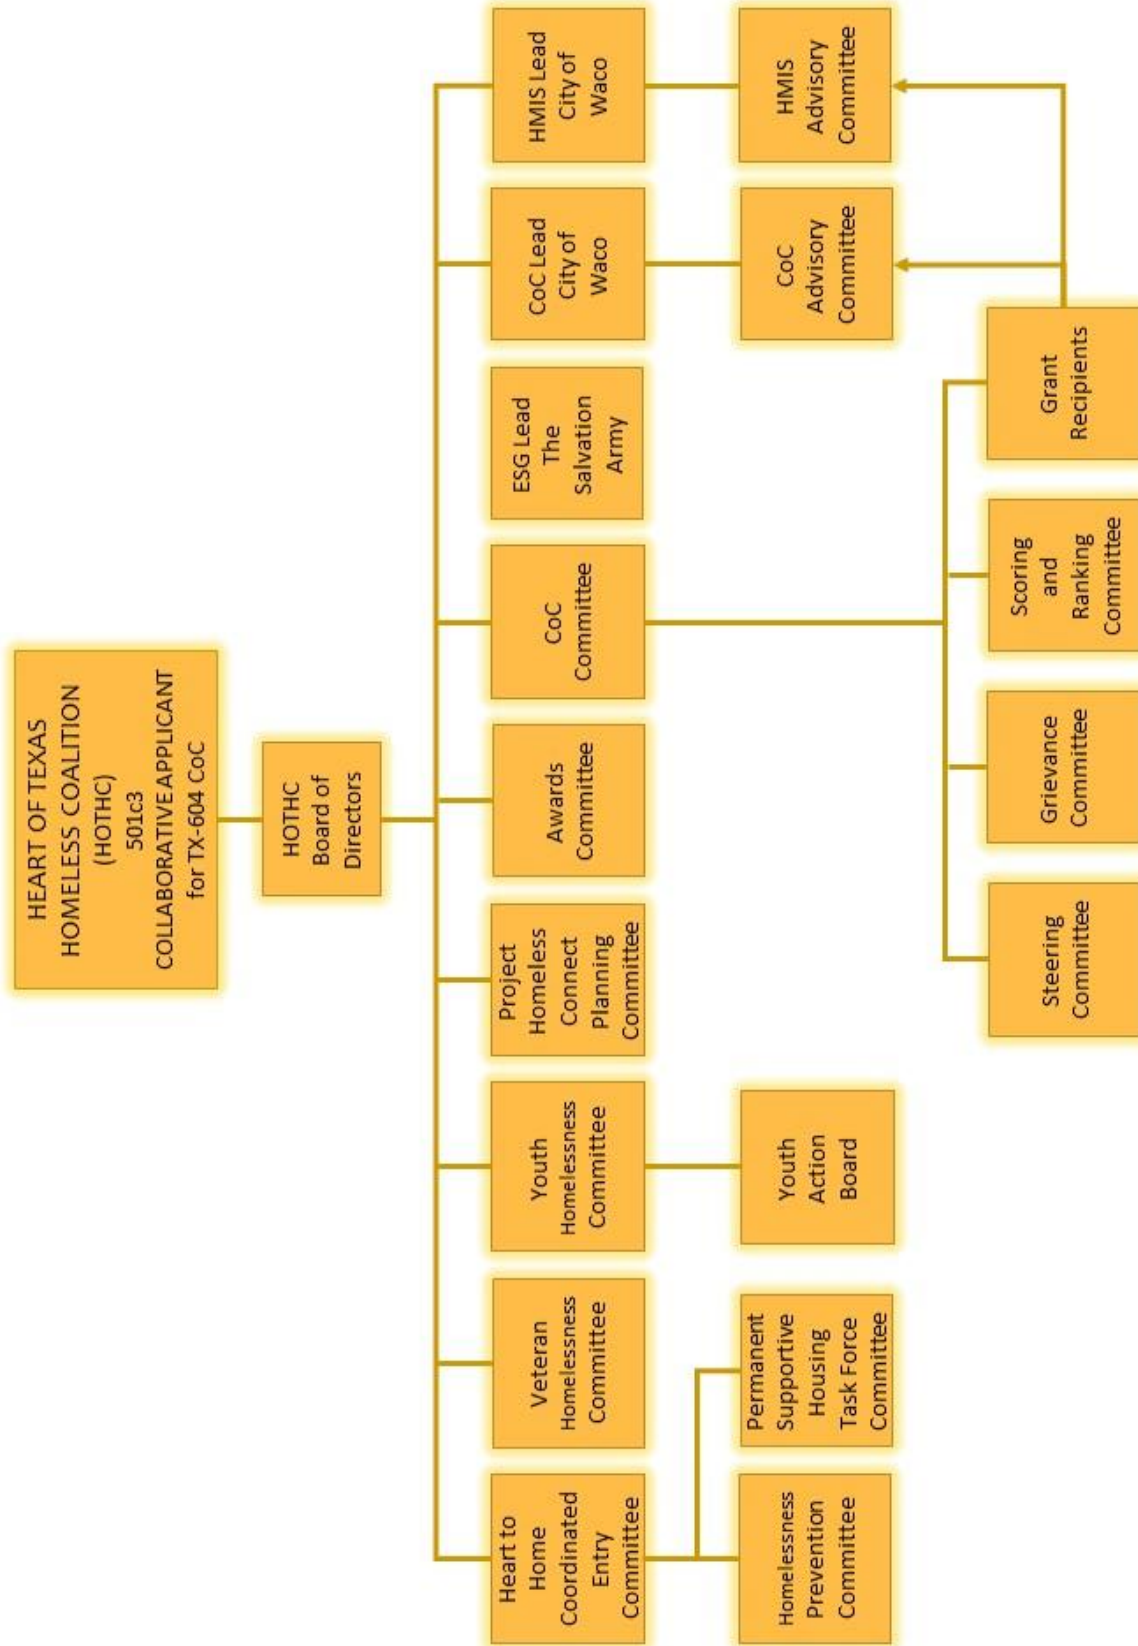 HEART OF TEXAS
HOMELESS COALITION
(HOTHC)
501c3
COLLABORATIVE APPLICANT
for TX-604 CoC
HOTHC
Board of
Directors
Heart to
Home
Coordinated
Entry
Committee
Veteran
Homelessness
Committee
Youth
Homelessness
Committee
Project
Homeless
Connect
Planning
Committee
Awards
Committee
CoC
Committee
ESG Lead
The
Salvation
Army
CoC Lead
City of
Waco
HMIS Lead
City of
Waco
Homelessness
Prevention
Committee
Permanent
Supportive
Housing
Task Force
Committee
Youth
Action
Board
CoC
Advisory
Committee
HMIS
Advisory
Committee
Steering
Committee
Grievance
Committee
Scoring
and
Ranking
Committee
Grant
Recipients